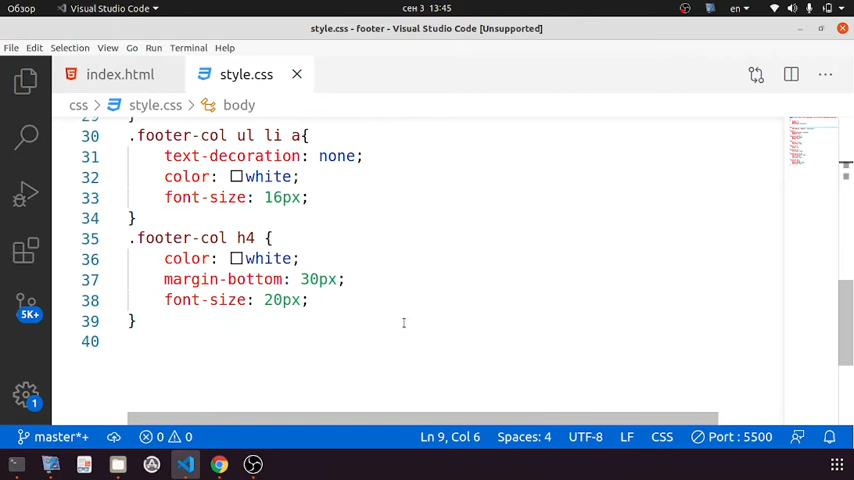 Обзор Visual Studio Code сен 3 13:45 en
style.css - footer - Visual Studio Code [Unsupported]
File Edit Selection View Go Run Terminal Help
index.html style.css
css style.css body
30 .footer-col ul li a{
31 text-decoration: none;
32 color: white;
33 font-size: 16px;
34 }
35 .footer-col h4 {
36 color: white;
37 margin-bottom: 30px;
38 font-size: 20px;
39 }
40
5K+
1
master*+ 0 0 Ln 9, Col 6 Spaces: 4 UTF-8 LF CSS Port : 5500